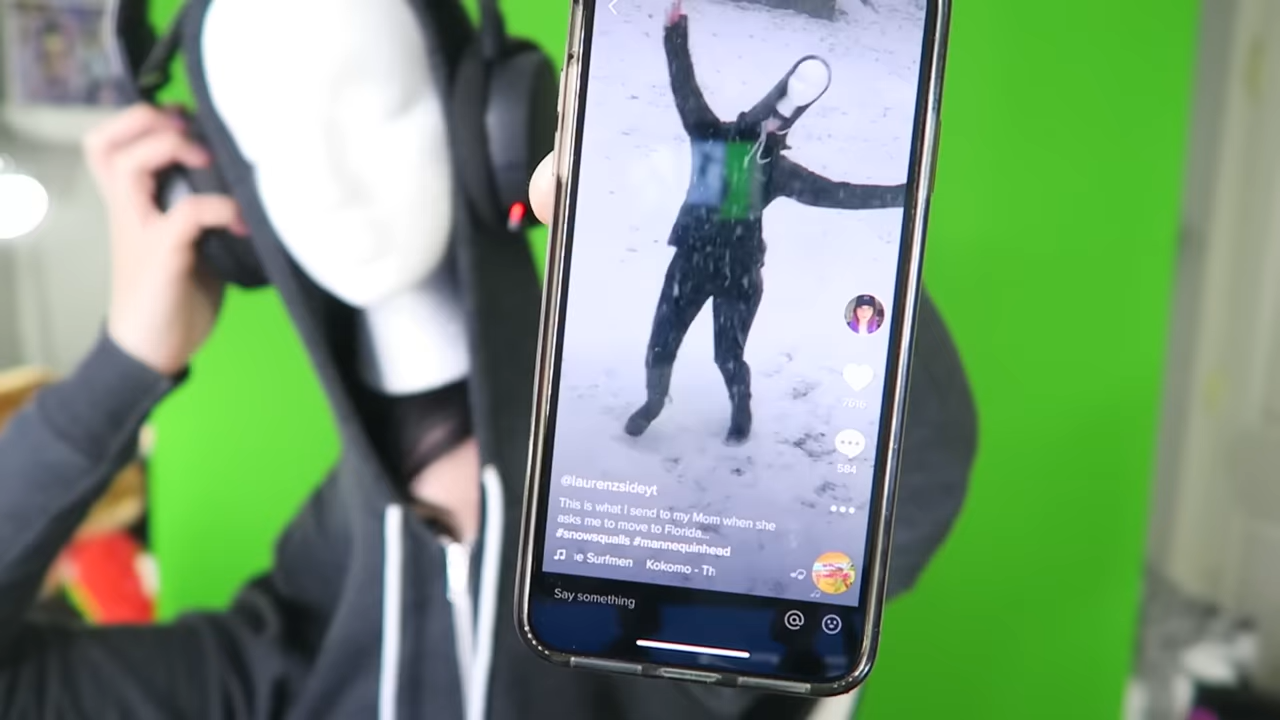 7616
584
@laurenzsideyt
This is what I send to my Mom when she
asks me to move to Florida...
#snowsqualls #mannequinhead
e Surfmen Kokomo - Th
Say something